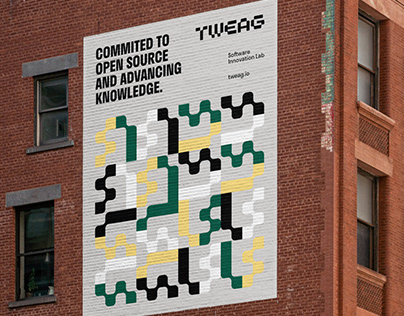 COMMITED TO
OPEN SOURCE
AND ADVANCING
KNOWLEDGE.
TWEAG
Software
Innovation Lab
tweag.io